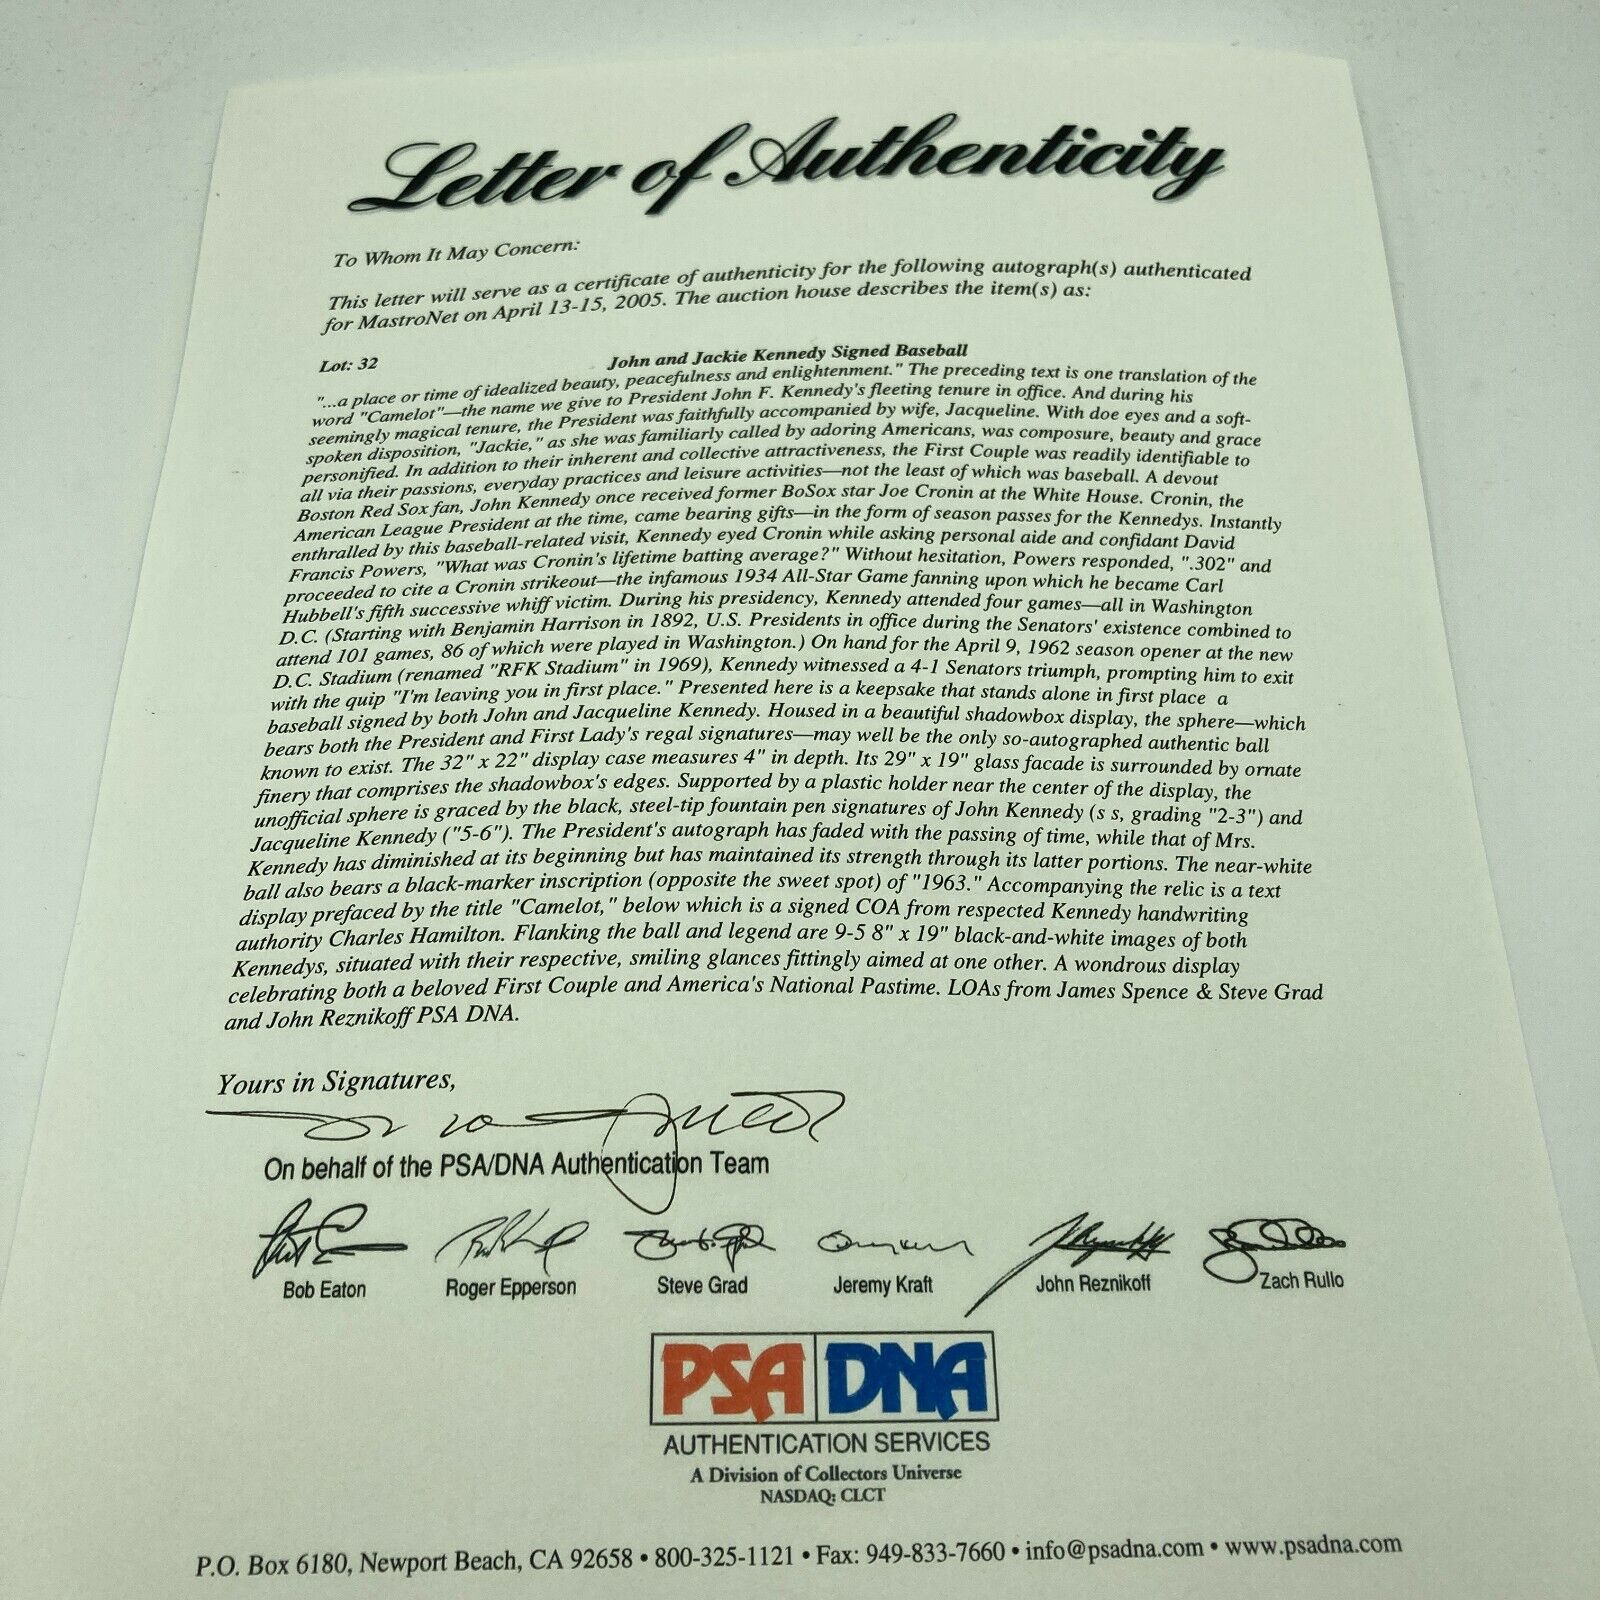 Letter of Authenticity
To Whom It May Concern:
This letter will serve as a certificate of authenticity for the following autograph(s) authenticated
for MastroNet on April 13-15, 2005. The auction house describes the item(s) as:
Lot: 32 John and Jackie Kennedy Signed Baseball
"...a place or time of idealized beauty, peacefulness and enlightenment." The preceding text is one translation of the
word "Camelot"—the name we give to President John F. Kennedy's fleeting tenure in office. And during his
seemingly magical tenure, the President was faithfully accompanied by wife, Jacqueline. With doe eyes and a soft-
spoken disposition, "Jackie," as she was familiarly called by adoring Americans, was composure, beauty and grace
personified. In addition to their inherent and collective attractiveness, the First Couple was readily identifiable to
all via their passions, everyday practices and leisure activities—not the least of which was baseball. A devout
Boston Red Sox fan, John Kennedy once received former BoSox star Joe Cronin at the White House. Cronin, the
American League President at the time, came bearing gifts—in the form of season passes for the Kennedys. Instantly
enthralled by this baseball-related visit, Kennedy eyed Cronin while asking personal aide and confidant David
Francis Powers, "What was Cronin's lifetime batting average?" Without hesitation, Powers responded, ".302" and
proceeded to cite a Cronin strikeout—the infamous 1934 All-Star Game fanning upon which he became Carl
Hubbell's fifth successive whiff victim. During his presidency, Kennedy attended four games—all in Washington
D.C. (Starting with Benjamin Harrison in 1892, U.S. Presidents in office during the Senators' existence combined to
attend 101 games, 86 of which were played in Washington.) On hand for the April 9, 1962 season opener at the new
D.C. Stadium (renamed "RFK Stadium" in 1969), Kennedy witnessed a 4-1 Senators triumph, prompting him to exit
with the quip "I'm leaving you in first place." Presented here is a keepsake that stands alone in first place a
baseball signed by both John and Jacqueline Kennedy. Housed in a beautiful shadowbox display, the sphere—which
bears both the President and First Lady's regal signatures—may well be the only so-autographed authentic ball
known to exist. The 32" x 22" display case measures 4" in depth. Its 29" x 19" glass facade is surrounded by ornate
finery that comprises the shadowbox's edges. Supported by a plastic holder near the center of the display, the
unofficial sphere is graced by the black, steel-tip fountain pen signatures of John Kennedy (s s, grading "2-3") and
Jacqueline Kennedy ("5-6"). The President's autograph has faded with the passing of time, while that of Mrs.
Kennedy has diminished at its beginning but has maintained its strength through its latter portions. The near-white
ball also bears a black-marker inscription (opposite the sweet spot) of "1963." Accompanying the relic is a text
display prefaced by the title "Camelot," below which is a signed COA from respected Kennedy handwriting
authority Charles Hamilton. Flanking the ball and legend are 9-5 8" x 19" black-and-white images of both
Kennedys, situated with their respective, smiling glances fittingly aimed at one other. A wondrous display
celebrating both a beloved First Couple and America's National Pastime. LOAs from James Spence & Steve Grad
and John Reznikoff PSA DNA.
Yours in Signatures,
On behalf of the PSA/DNA Authentication Team
Bob Eaton Roger Epperson Steve Grad Jeremy Kraft John Reznikoff Zach Rullo
PSA DNA
AUTHENTICATION SERVICES
A Division of Collectors Universe
NASDAQ: CLCT
P.O. Box 6180, Newport Beach, CA 92658 • 800-325-1121 • Fax: 949-833-7660 • info@psadna.com • www.psadna.com